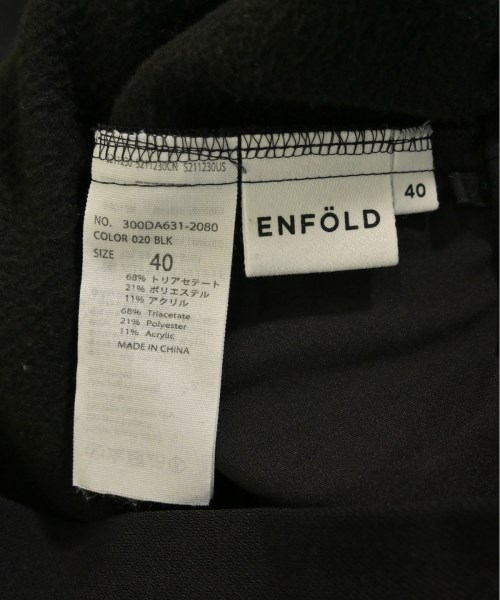 S211230CN S211230US
NO. 300DA631-2080
COLOR 020 BLK
SIZE 40
68% トリアセテート
21% ポリエステル
11% アクリル
68% Triacetate
21% Polyester
11% Acrylic
MADE IN CHINA
ENFÖLD
40